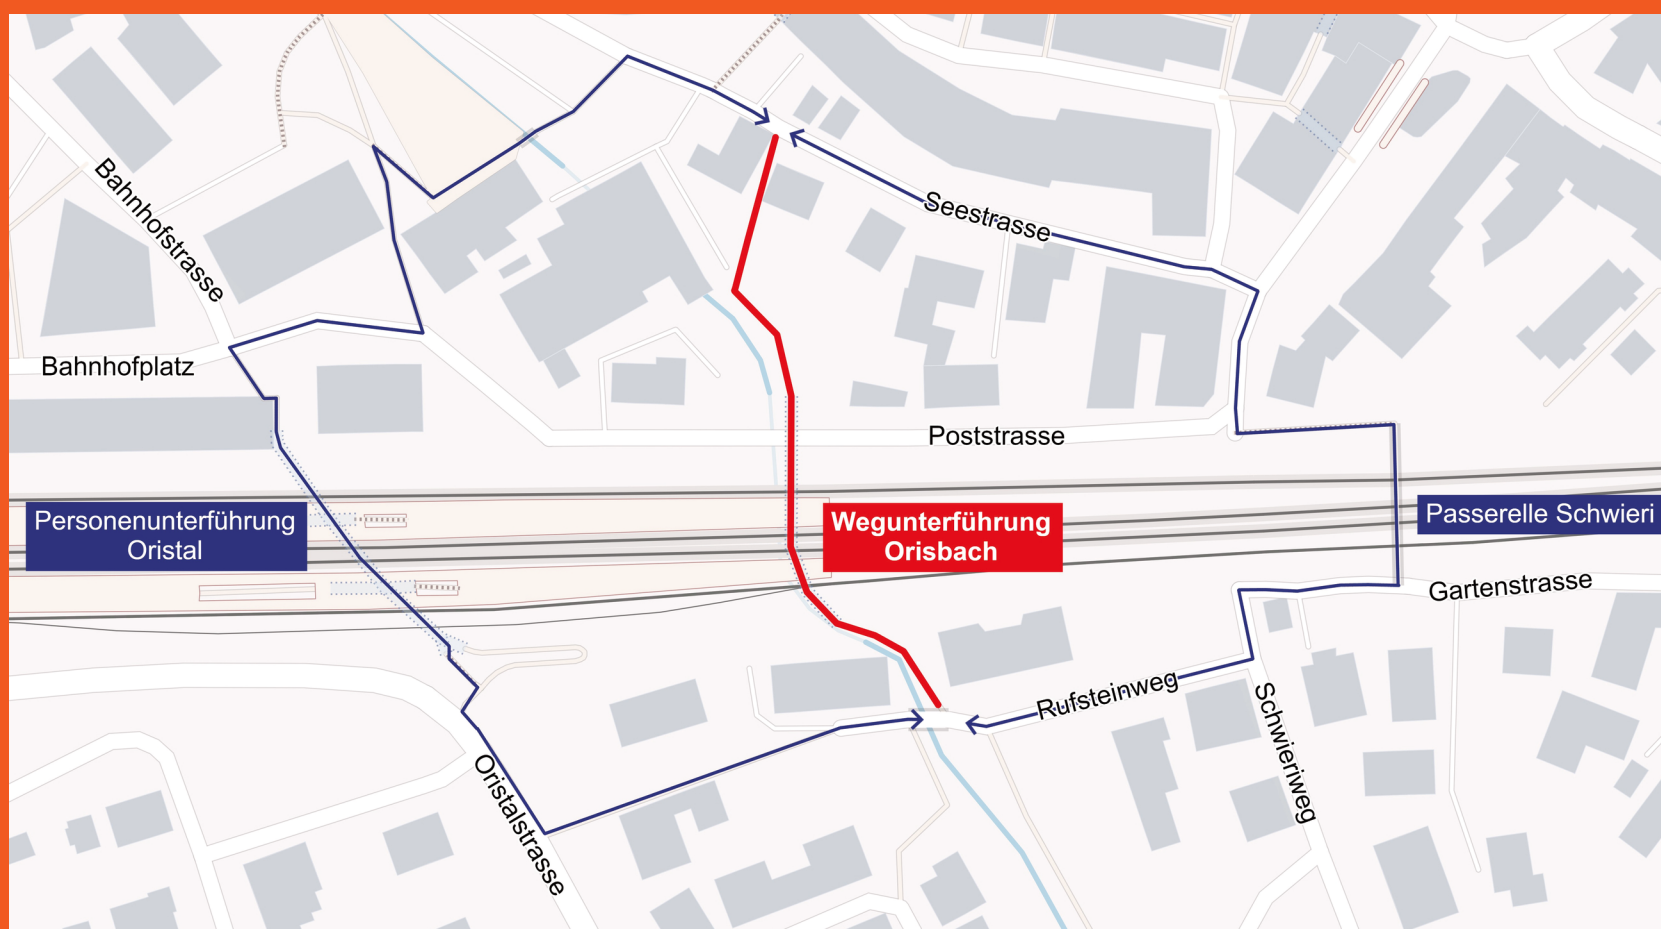 Bahnhofstrasse
Seestrasse
Bahnhofplatz
Poststrasse
Personenunterführung
Oristal
Wegunterführung
Orisbach
Passerelle Schwieri
Gartenstrasse
Rufsteinweg
Schwieriweg
Oristalstrasse